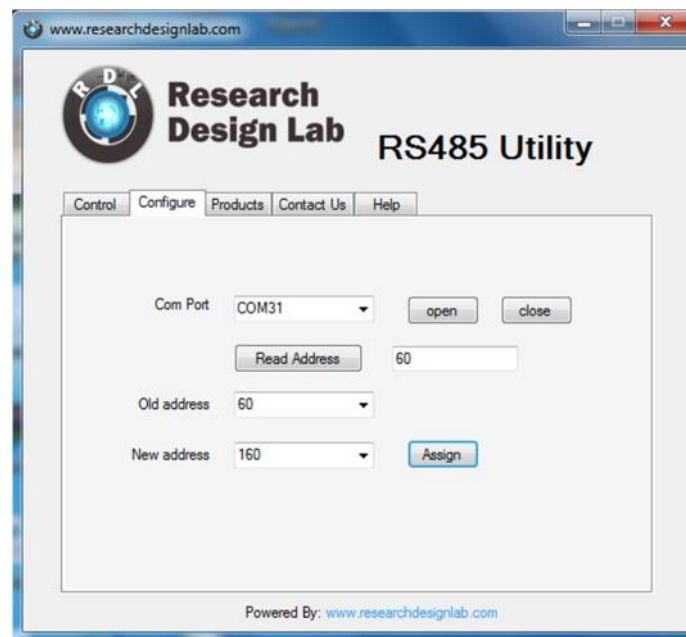 www.researchdesignlab.com
R D L
Research
Design Lab
RS485 Utility
Control Configure Products Contact Us Help
Com Port COM31 open close
Read Address 60
Old address 60
New address 160 Assign
Powered By: www.researchdesignlab.com